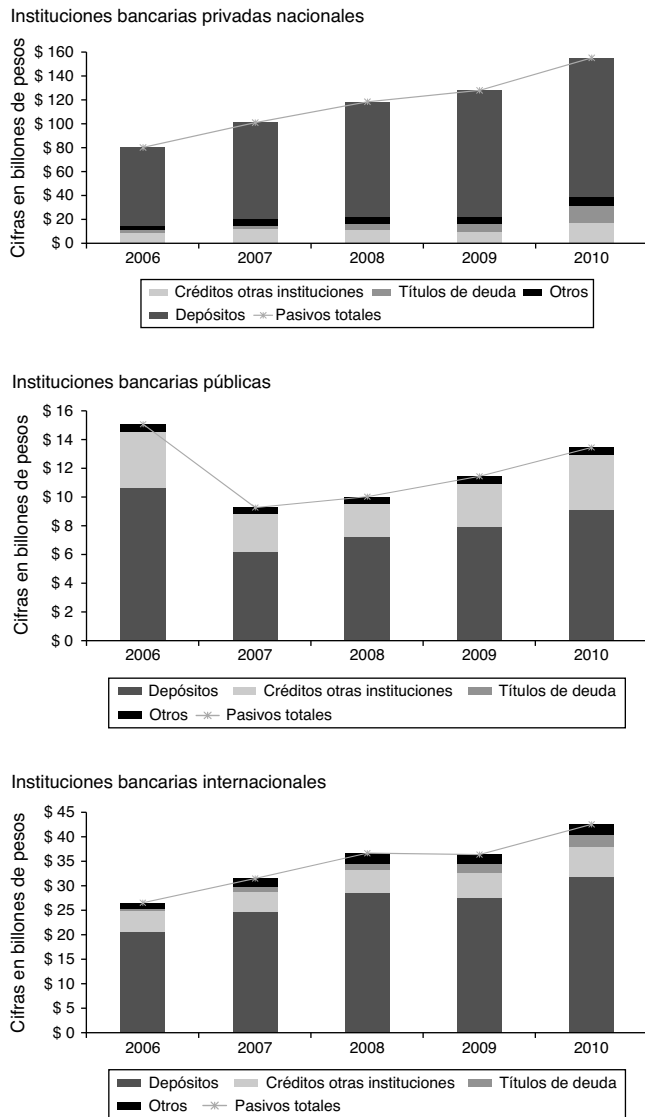 Instituciones bancarias privadas nacionales
Cifras en billones de pesos
$ 160
$ 140
$ 120
$ 100
$ 80
$ 60
$ 40
$ 20
$ 0
2006 2007 2008 2009 2010
Créditos otras instituciones Títulos de deuda Otros
Depósitos Pasivos totales
Instituciones bancarias públicas
Cifras en billones de pesos
$ 16
$ 14
$ 12
$ 10
$ 8
$ 6
$ 4
$ 2
$ 0
2006 2007 2008 2009 2010
Depósitos Créditos otras instituciones Títulos de deuda
Otros Pasivos totales
Instituciones bancarias internacionales
Cifras en billones de pesos
$ 45
$ 40
$ 35
$ 30
$ 25
$ 20
$ 15
$ 10
$ 5
$ 0
2006 2007 2008 2009 2010
Depósitos Créditos otras instituciones Títulos de deuda
Otros Pasivos totales